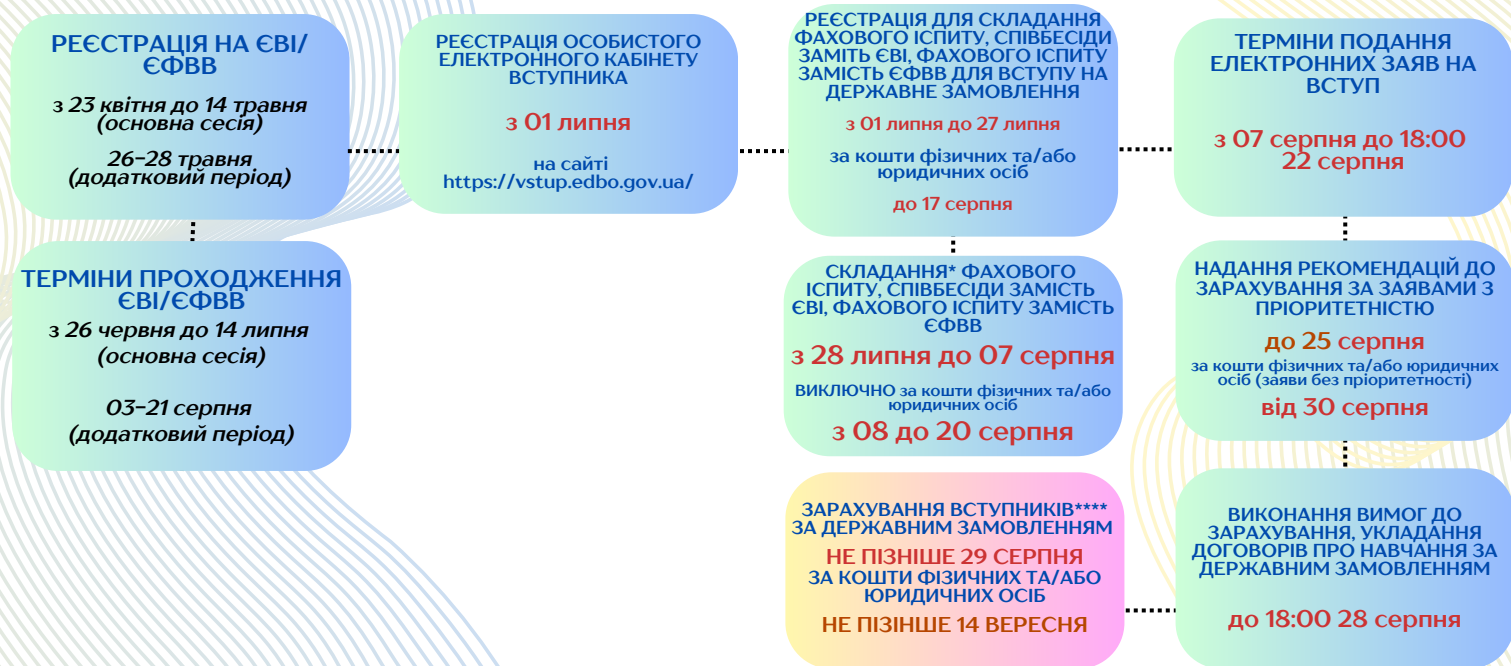 РЕЄСТРАЦІЯ НА ЄВІ/
ЄФВВ
з 23 квітня до 14 травня
(основна сесія)
26–28 травня
(додатковий період)
РЕЄСТРАЦІЯ ОСОБИСТОГО
ЕЛЕКТРОННОГО КАБІНЕТУ
ВСТУПНИКА
з 01 липня
на сайті
https://vstup.edbo.gov.ua/
РЕЄСТРАЦІЯ ДЛЯ СКЛАДАННЯ
ФАХОВОГО ІСПИТУ, СПІВБЕСІДИ
ЗАМІТЬ ЄВІ, ФАХОВОГО ІСПИТУ
ЗАМІСТЬ ЄФВВ ДЛЯ ВСТУПУ НА
ДЕРЖАВНЕ ЗАМОВЛЕННЯ
з 01 липня до 27 липня
за кошти фізичних та/або
юридичних осіб
до 17 серпня
ТЕРМІНИ ПОДАННЯ
ЕЛЕКТРОННИХ ЗАЯВ НА
ВСТУП
з 07 серпня до 18:00
22 серпня
ТЕРМІНИ ПРОХОДЖЕННЯ
ЄВІ/ЄФВВ
з 26 червня до 14 липня
(основна сесія)
03–21 серпня
(додатковий період)
СКЛАДАННЯ* ФАХОВОГО
ІСПИТУ, СПІВБЕСІДИ ЗАМІСТЬ
ЄВІ, ФАХОВОГО ІСПИТУ ЗАМІСТЬ
ЄФВВ
з 28 липня до 07 серпня
ВИКЛЮЧНО за кошти фізичних та/або
юридичних осіб
з 08 до 20 серпня
НАДАННЯ РЕКОМЕНДАЦІЙ ДО
ЗАРАХУВАННЯ ЗА ЗАЯВАМИ З
ПРІОРИТЕТНІСТЮ
до 25 серпня
за кошти фізичних та/або юридичних
осіб (заяви без пріоритетності)
від 30 серпня
ЗАРАХУВАННЯ ВСТУПНИКІВ****
ЗА ДЕРЖАВНИМ ЗАМОВЛЕННЯМ
НЕ ПІЗНІШЕ 29 СЕРПНЯ
ЗА КОШТИ ФІЗИЧНИХ ТА/АБО
ЮРИДИЧНИХ ОСІБ
НЕ ПІЗІНШЕ 14 ВЕРЕСНЯ
ВИКОНАННЯ ВИМОГ ДО
ЗАРАХУВАННЯ, УКЛАДАННЯ
ДОГОВОРІВ ПРО НАВЧАННЯ ЗА
ДЕРЖАВНИМ ЗАМОВЛЕННЯМ
до 18:00 28 серпня